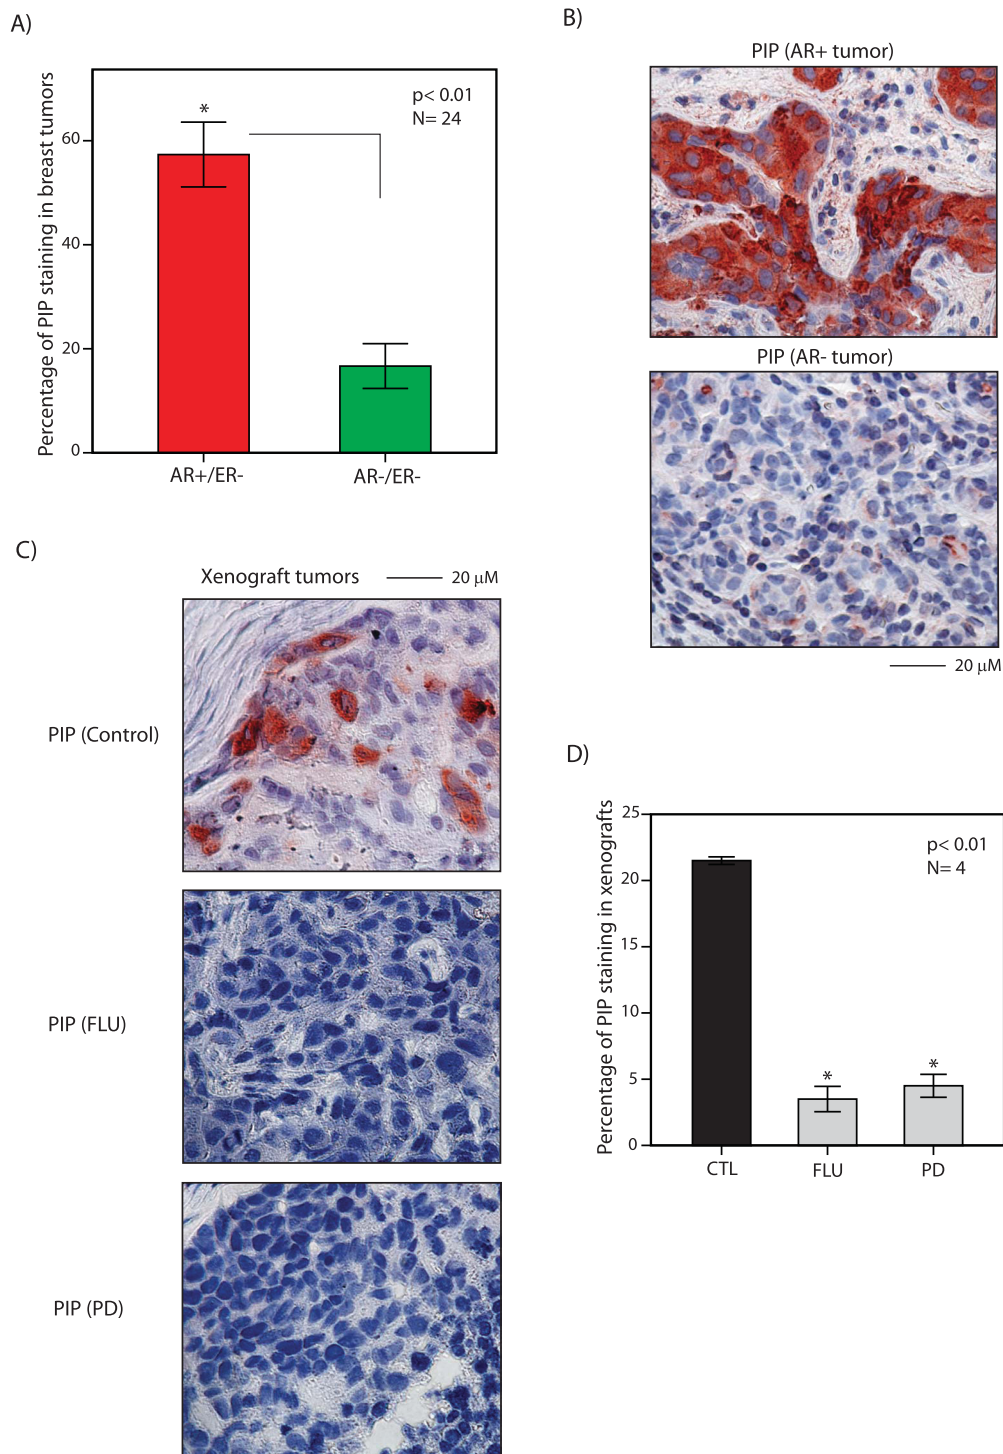 A)
Percentage of PIP staining in breast tumors
60
40
20
0
*
p< 0.01
N= 24
AR+/ER-
AR-/ER-
B)
PIP (AR+ tumor)
PIP (AR- tumor)
20 μM
C)
Xenograft tumors
20 μM
PIP (Control)
PIP (FLU)
PIP (PD)
D)
Percentage of PIP staining in xenografts
25
20
15
10
5
0
p< 0.01
N= 4
*
*
CTL
FLU
PD